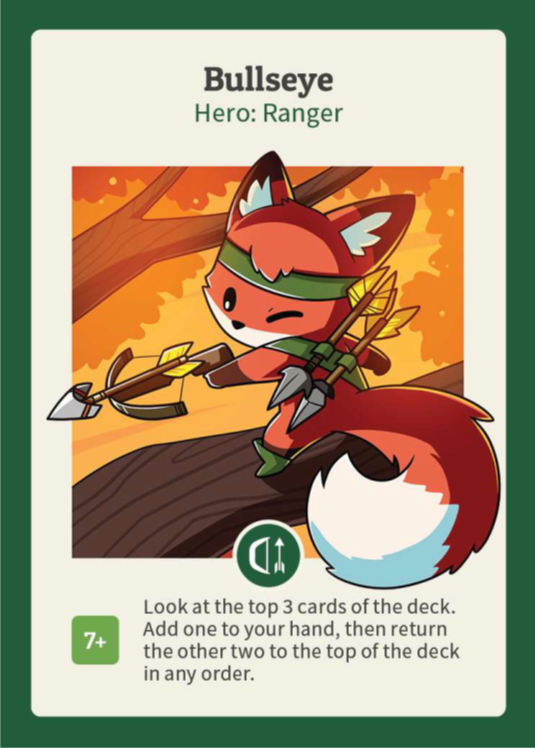 Bullseye
Hero: Ranger
7+
Look at the top 3 cards of the deck.
Add one to your hand, then return
the other two to the top of the deck
in any order.